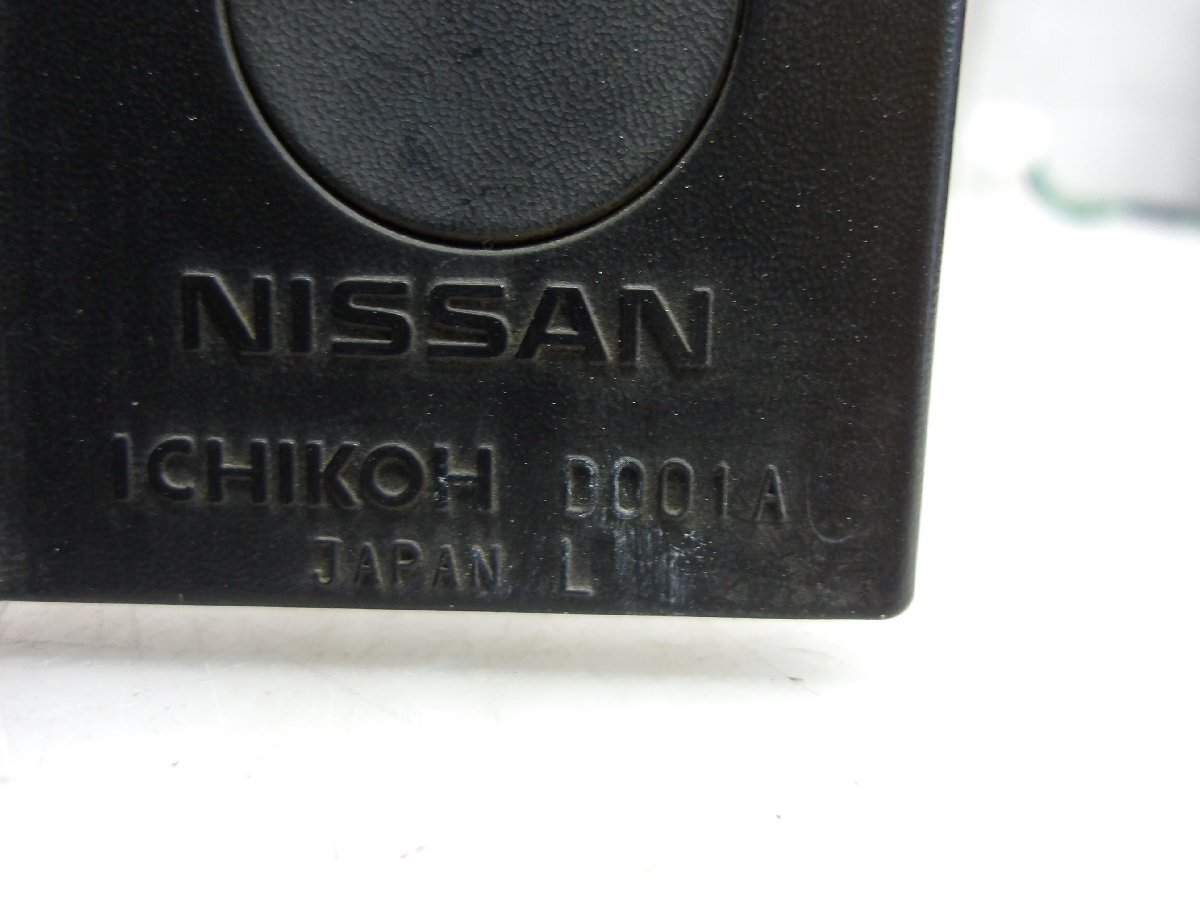 NISSAN
ICHIKOH D001A
JAPAN L